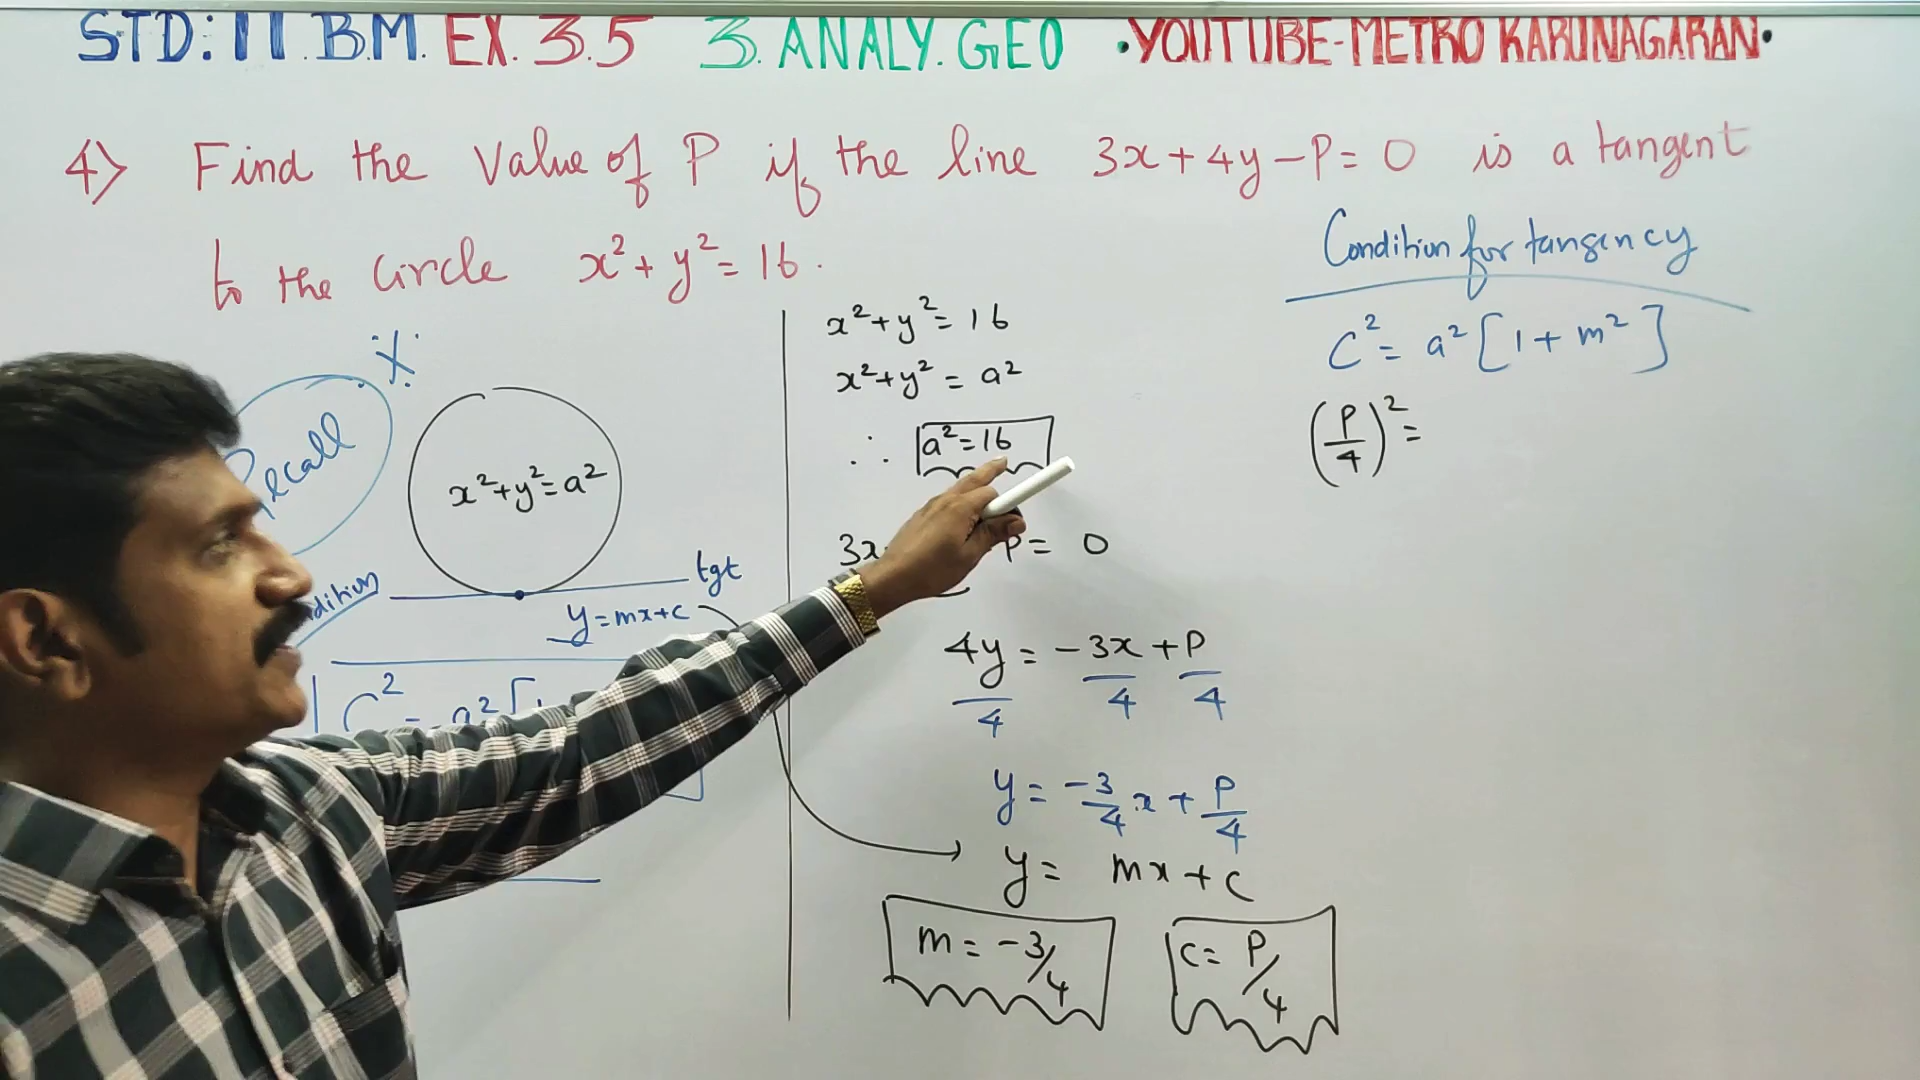 STD: 11. B.M. EX. 3.5 3. ANALY. GEO • YOUTUBE-METRO KARUNAGARAN •
4) Find the Value of P if the line 3x + 4y - P = 0 is a tangent
to the Circle x² + y² = 16.
Recall
x² + y² = a²
tgt
y = mx + c
C² = a² [1
x² + y² = 16
x² + y² = a²
∴ a² = 16
3x P = 0
4y/4 = -3x/4 + P/4
y = -3/4 x + P/4
y = mx + c
m = -3/4 c = P/4
Condition for tangency
C² = a² [1 + m²]
(P/4)² =